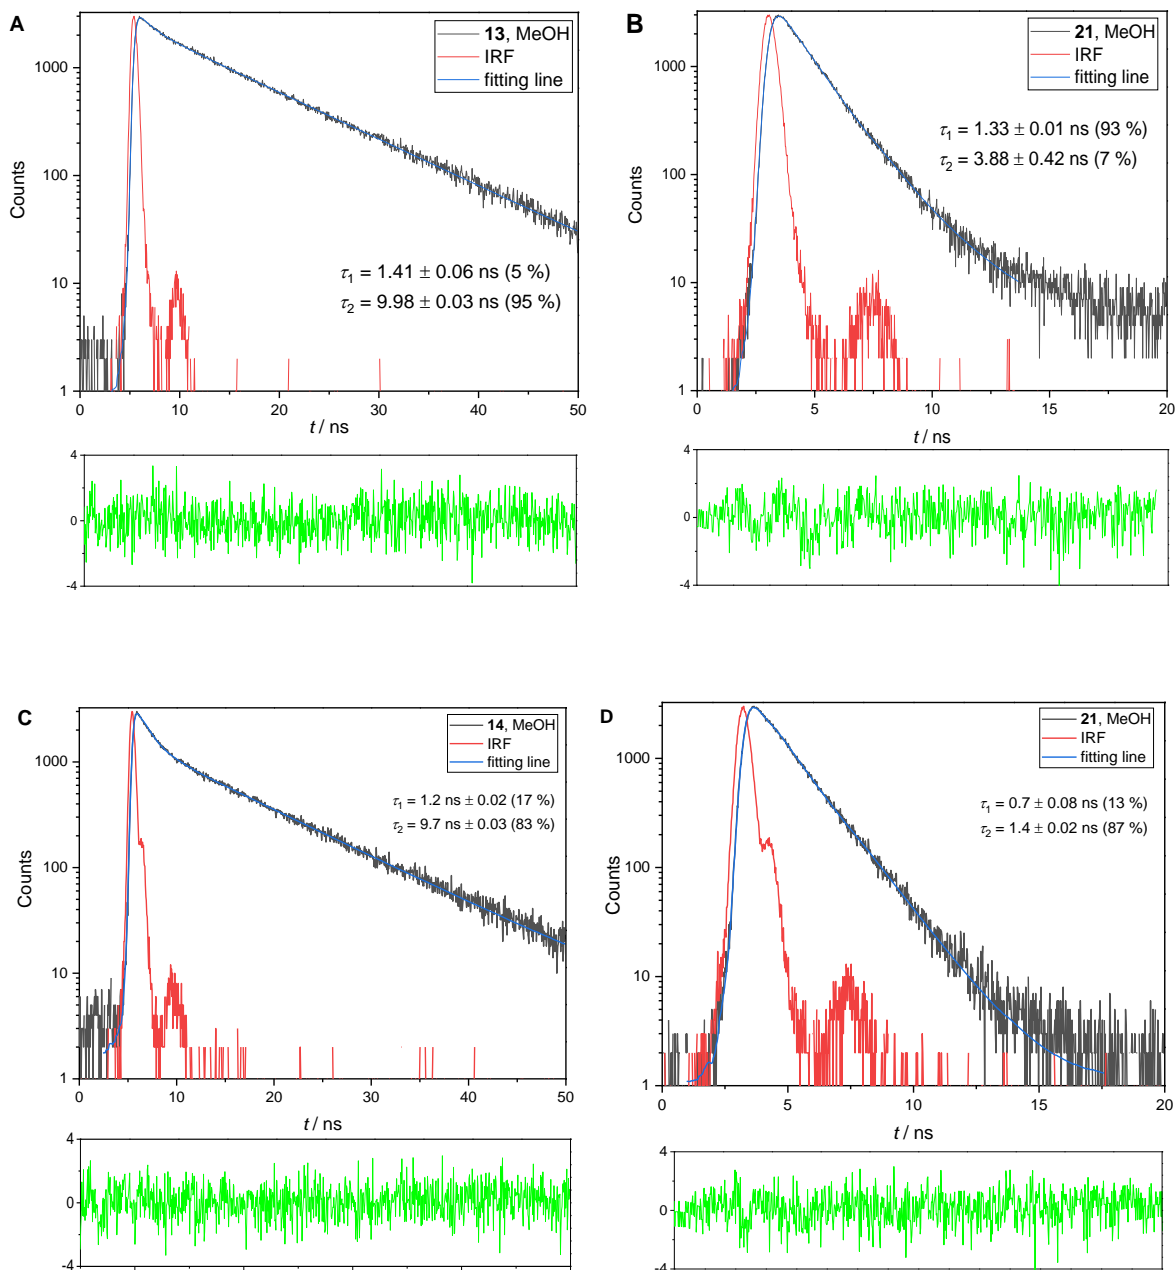 A
13, MeOH
IRF
fitting line
1000
100
10
1
Counts
τ1 = 1.41 ± 0.06 ns (5 %)
τ2 = 9.98 ± 0.03 ns (95 %)
0 10 20 30 40 50
t / ns
4
0
-4
B
21, MeOH
IRF
fitting line
1000
100
10
1
Counts
τ1 = 1.33 ± 0.01 ns (93 %)
τ2 = 3.88 ± 0.42 ns (7 %)
0 5 10 15 20
t / ns
4
0
-4
C
14, MeOH
IRF
fitting line
1000
100
10
1
Counts
τ1 = 1.2 ns ± 0.02 (17 %)
τ2 = 9.7 ns ± 0.03 (83 %)
0 10 20 30 40 50
t / ns
4
0
-4
D
21, MeOH
IRF
fitting line
1000
100
10
1
Counts
τ1 = 0.7 ± 0.08 ns (13 %)
τ2 = 1.4 ± 0.02 ns (87 %)
0 5 10 15 20
t / ns
4
0
-4